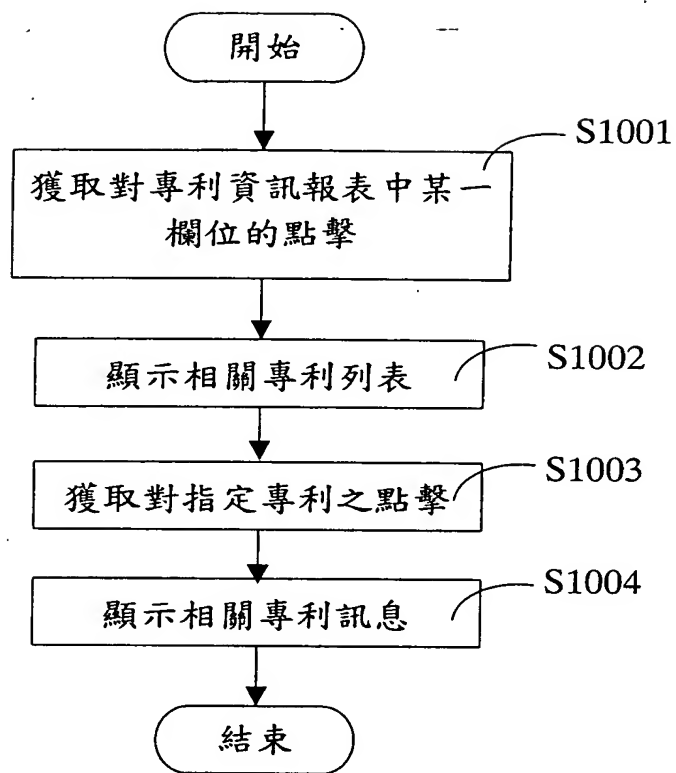 開始
S1001
獲取對專利資訊報表中某一
欄位的點擊
顯示相關專利列表
S1002
獲取對指定專利之點擊
S1003
顯示相關專利訊息
S1004
結束